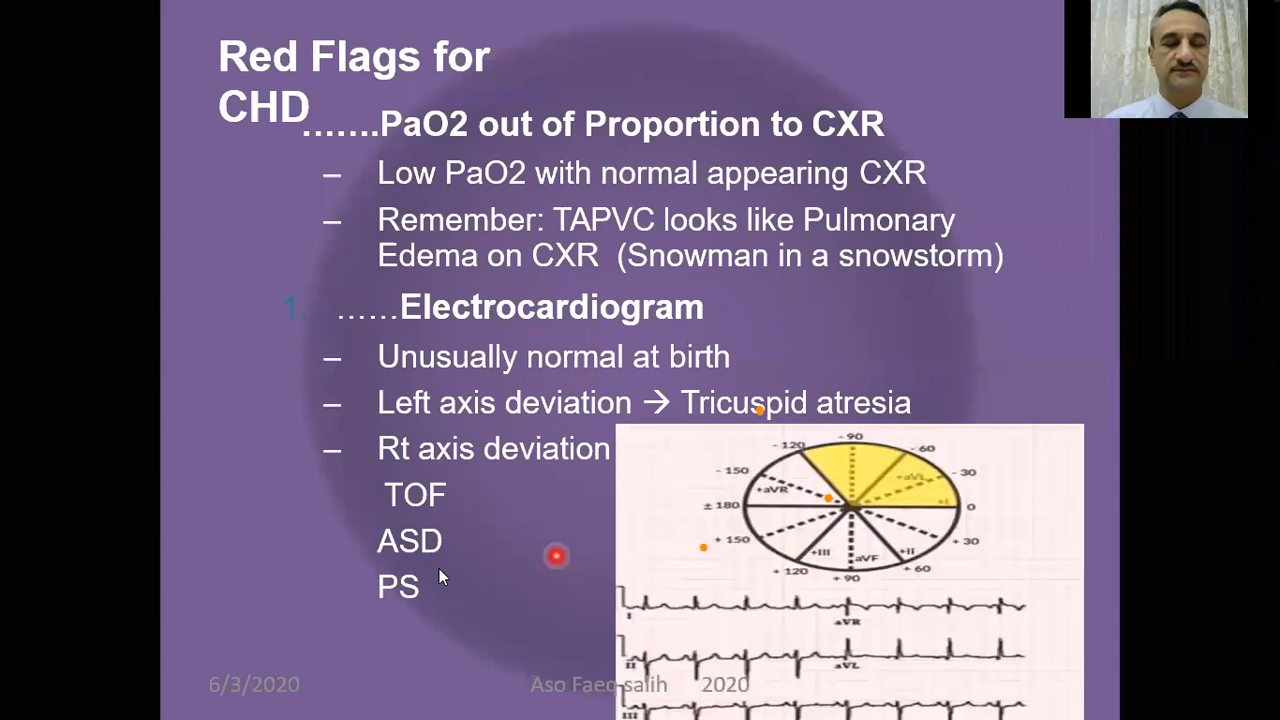 Red Flags for
CHD
.......PaO2 out of Proportion to CXR
– Low PaO2 with normal appearing CXR
– Remember: TAPVC looks like Pulmonary
Edema on CXR (Snowman in a snowstorm)
1. ......Electrocardiogram
– Unusually normal at birth
– Left axis deviation → Tricuspid atresia
– Rt axis deviation
TOF
ASD
PS
- 90
- 120
- 60
- 150
- 30
+aVR
+aVL
± 180
+I
0
+ 150
+ 30
+III
aVF
+II
+ 120
+ 60
+ 90
I
aVR
II
aVL
III
6/3/2020
Aso Faeq salih 2020